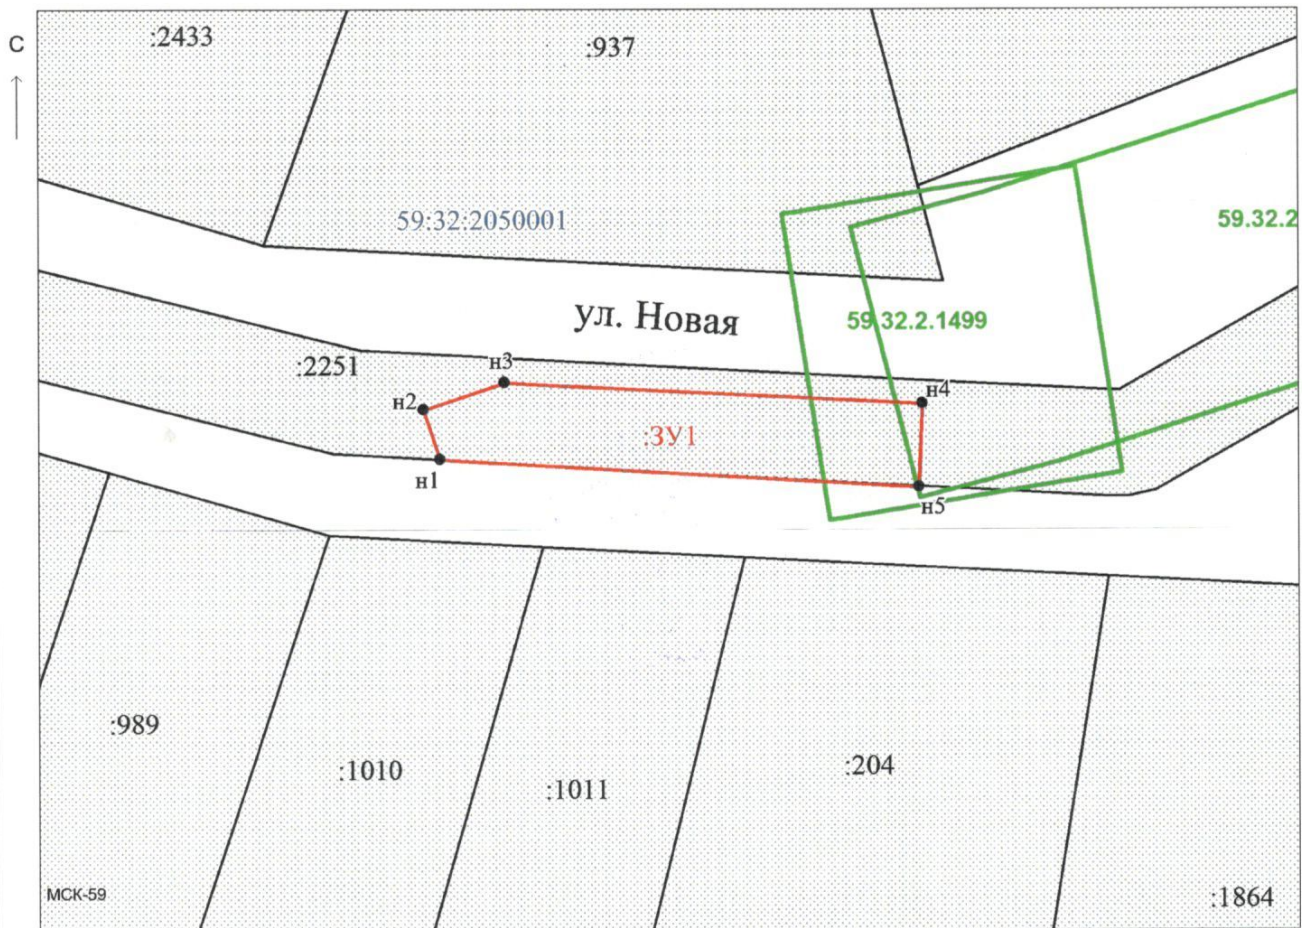 С
:2433
:937
59:32:2050001
59.32.2
ул. Новая
59.32.2.1499
:2251
н3
н2
н4
:ЗУ1
н1
н5
:989
:1010
:1011
:204
МСК-59
:1864